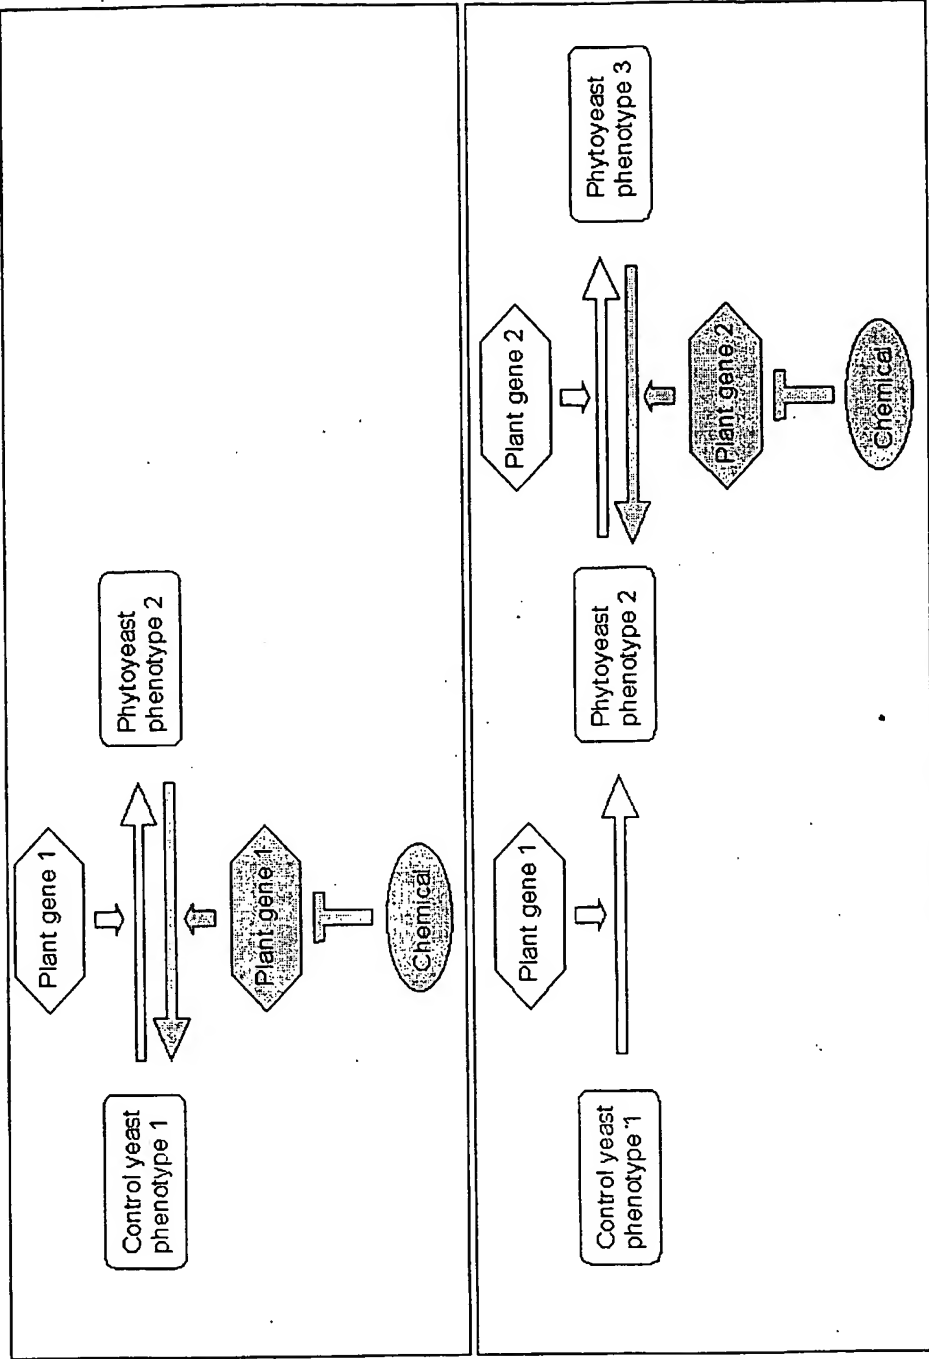 Plant gene 1
Control yeast
phenotype 1
Phytoyeast
phenotype 2
Plant gene 1
Chemical
Plant gene 1
Plant gene 2
Control yeast
phenotype 1
Phytoyeast
phenotype 2
Phytoyeast
phenotype 3
Plant gene 2
Chemical